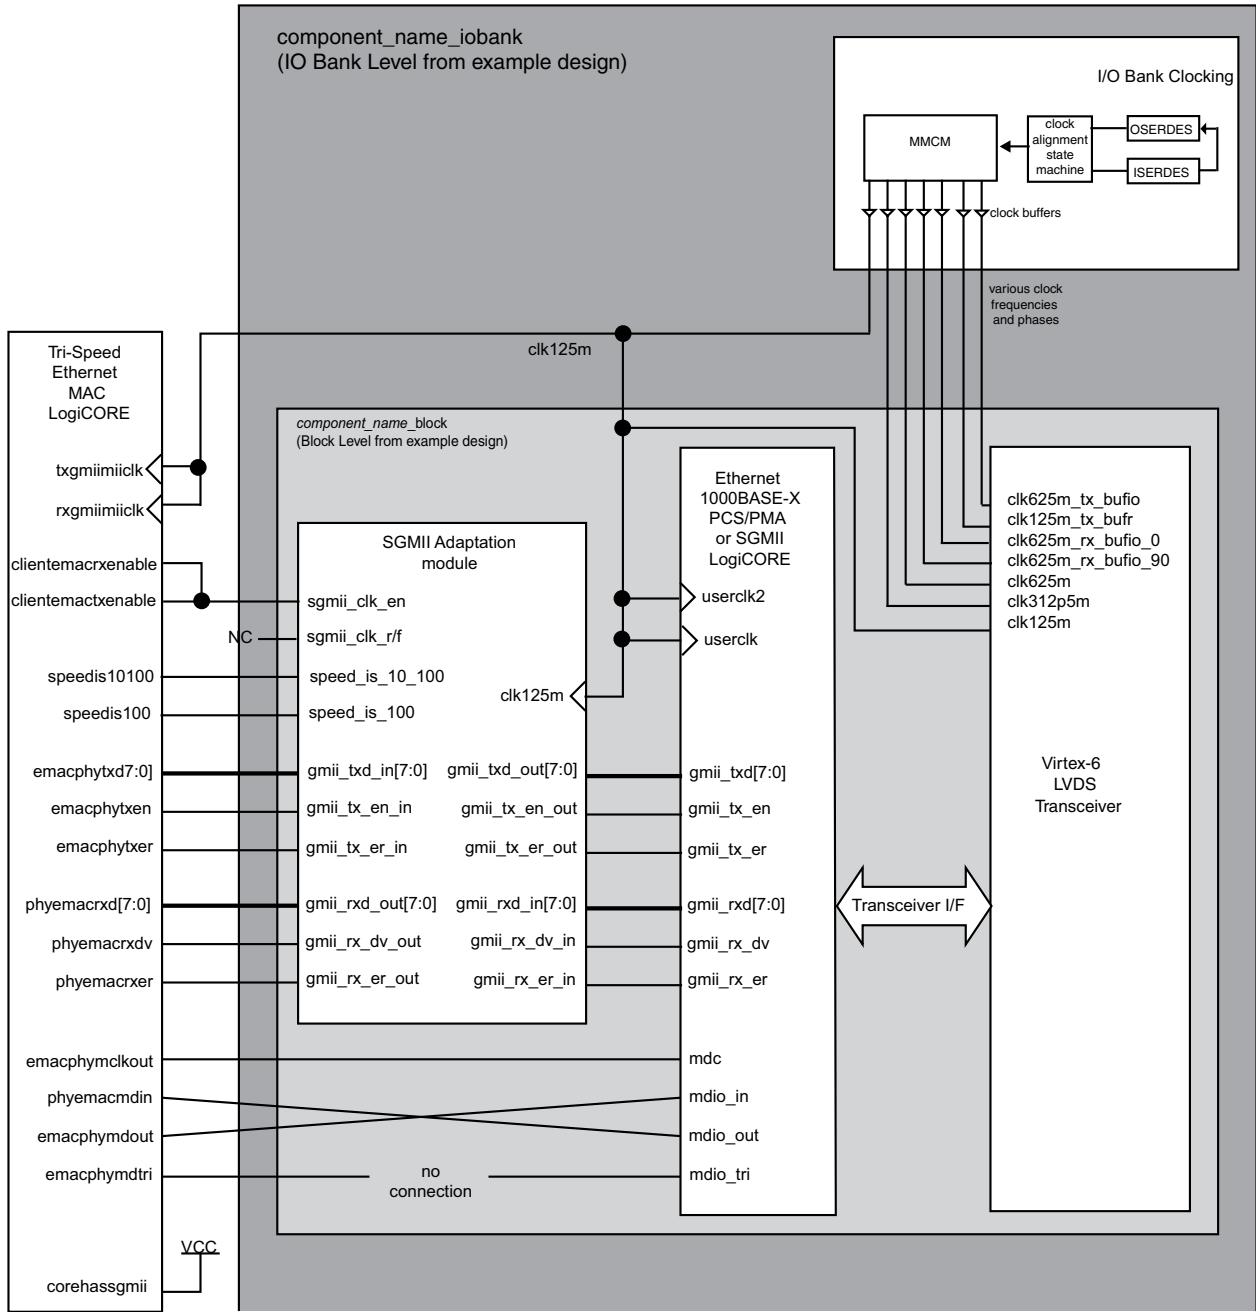 component_name_iobank
(IO Bank Level from example design)
I/O Bank Clocking
MMCM
clock
alignment
state
machine
OSERDES
ISERDES
clock buffers
various clock
frequencies
and phases
clk125m
Tri-Speed
Ethernet
MAC
LogiCORE
txgmiimiiclk
rxgmiimiiclk
clientemacrxenable
clientemactxenable
speedis10100
speedis100
emacphytxd7:0]
emacphytxen
emacphytxer
phyemacrxd[7:0]
phyemacrxdv
phyemacrxer
emacphymclkout
phyemacmdin
emacphymdout
emacphymdtri
VCC
corehassgmii
component_name_block
(Block Level from example design)
SGMII Adaptation
module
sgmii_clk_en
NC
sgmii_clk_r/f
speed_is_10_100
speed_is_100
clk125m
gmii_txd_in[7:0]
gmii_tx_en_in
gmii_tx_er_in
gmii_rxd_out[7:0]
gmii_rx_dv_out
gmii_rx_er_out
gmii_txd_out[7:0]
gmii_tx_en_out
gmii_tx_er_out
gmii_rxd_in[7:0]
gmii_rx_dv_in
gmii_rx_er_in
no
connection
Ethernet
1000BASE-X
PCS/PMA
or SGMII
LogiCORE
userclk2
userclk
gmii_txd[7:0]
gmii_tx_en
gmii_tx_er
gmii_rxd[7:0]
gmii_rx_dv
gmii_rx_er
mdc
mdio_in
mdio_out
mdio_tri
Transceiver I/F
clk625m_tx_bufio
clk125m_tx_bufr
clk625m_rx_bufio_0
clk625m_rx_bufio_90
clk625m
clk312p5m
clk125m
Virtex-6
LVDS
Transceiver